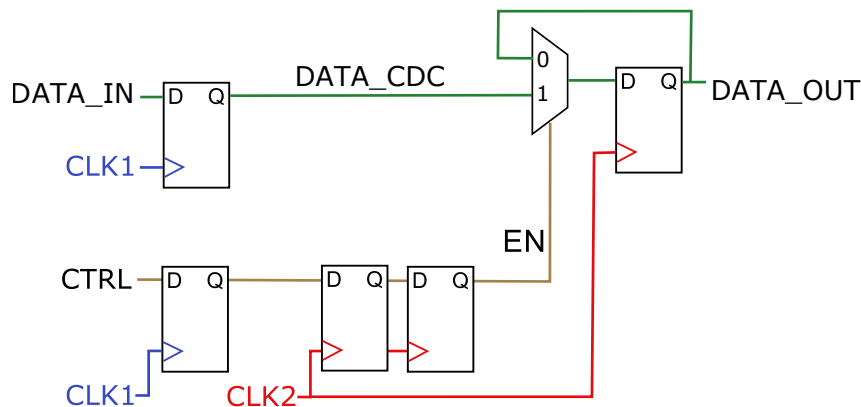 0
DATA_CDC
D Q
DATA_IN D Q 1 DATA_OUT
CLK1
EN
CTRL D Q D Q D Q
CLK1 CLK2